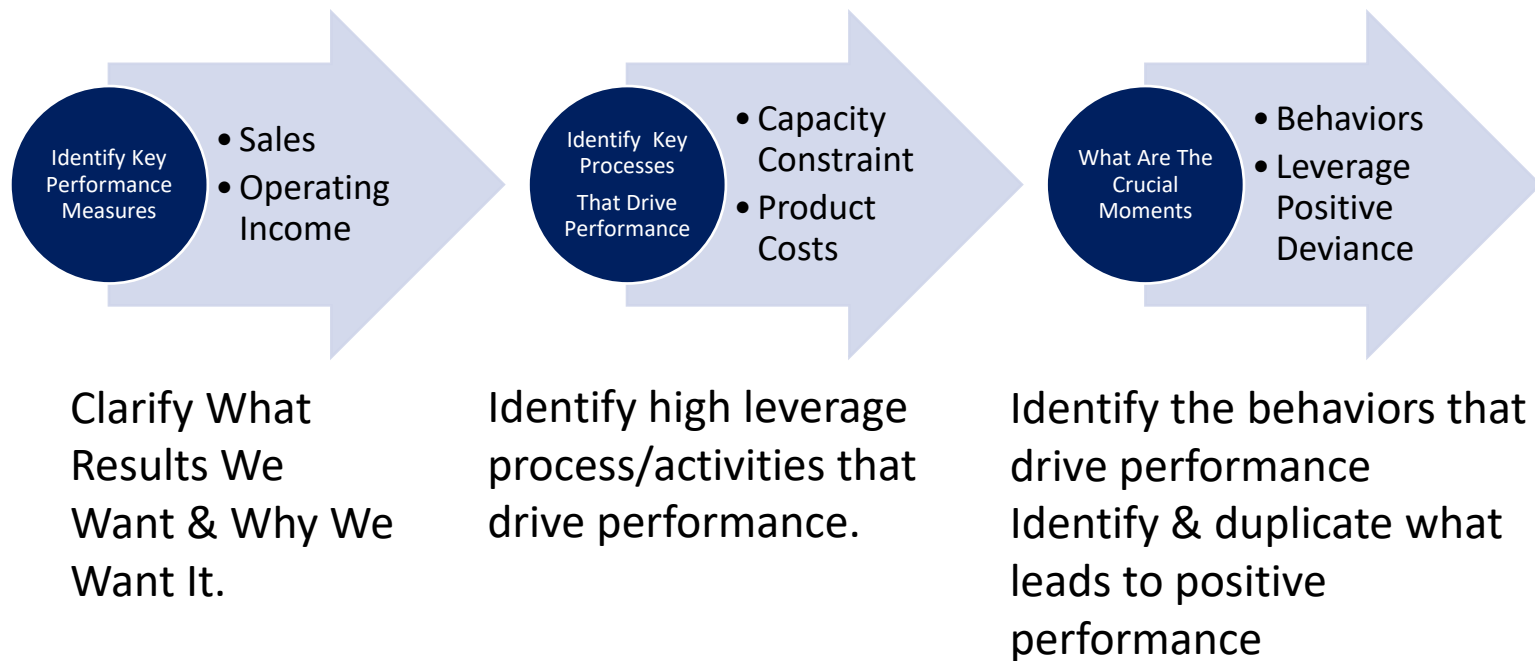 Identify Key
Performance
Measures
• Sales
• Operating
Income
Identify Key
Processes
That Drive
Performance
• Capacity
Constraint
• Product
Costs
What Are The
Crucial
Moments
• Behaviors
• Leverage
Positive
Deviance
Clarify What
Results We
Want & Why We
Want It.
Identify high leverage
process/activities that
drive performance.
Identify the behaviors that
drive performance
Identify & duplicate what
leads to positive
performance